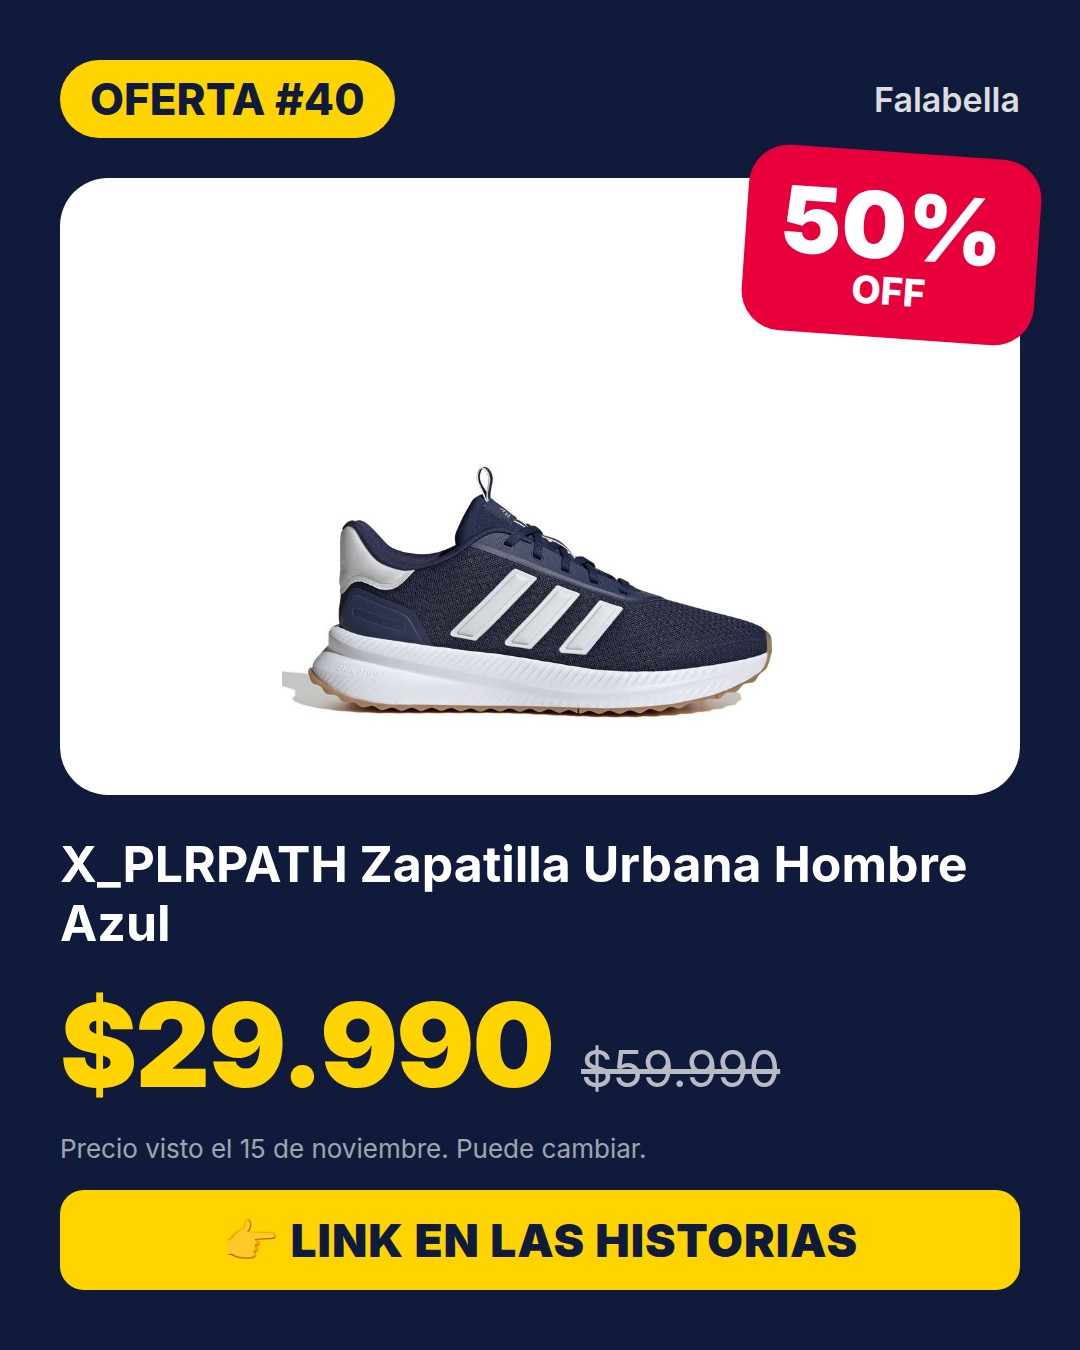 OFERTA #40
Falabella
50%
OFF
X_PLRPATH Zapatilla Urbana Hombre
Azul
$29.990 $59.990
Precio visto el 15 de noviembre. Puede cambiar.
👉 LINK EN LAS HISTORIAS